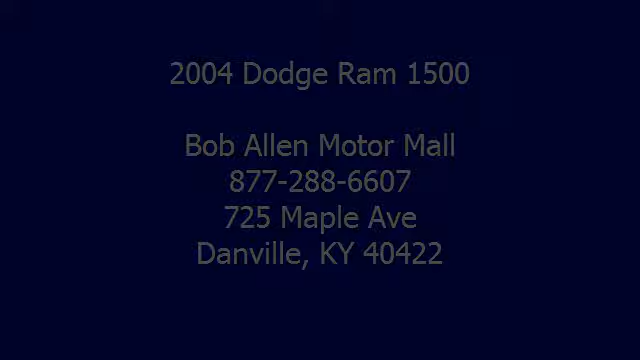 2004 Dodge Ram 1500
Bob Allen Motor Mall
877-288-6607
725 Maple Ave
Danville, KY 40422